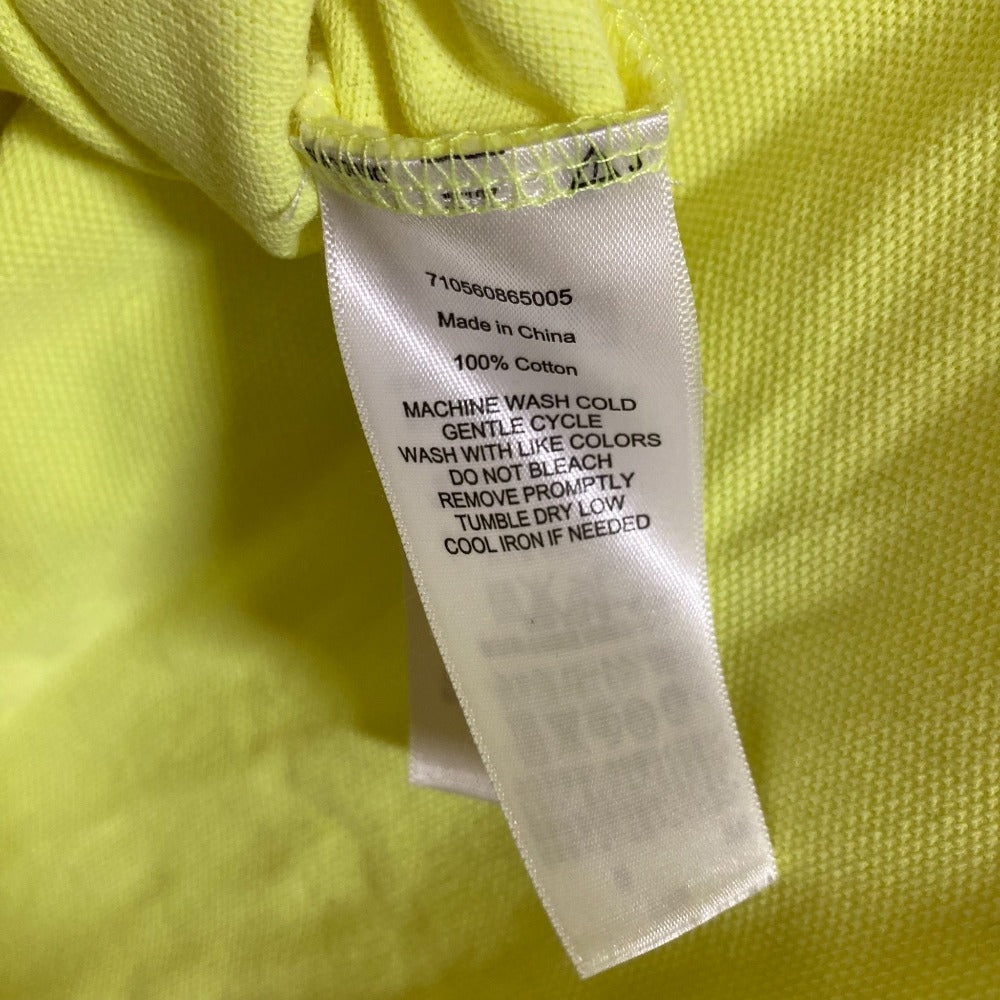 710560865005
Made in China
100% Cotton
MACHINE WASH COLD
GENTLE CYCLE
WASH WITH LIKE COLORS
DO NOT BLEACH
REMOVE PROMPTLY
TUMBLE DRY LOW
COOL IRON IF NEEDED